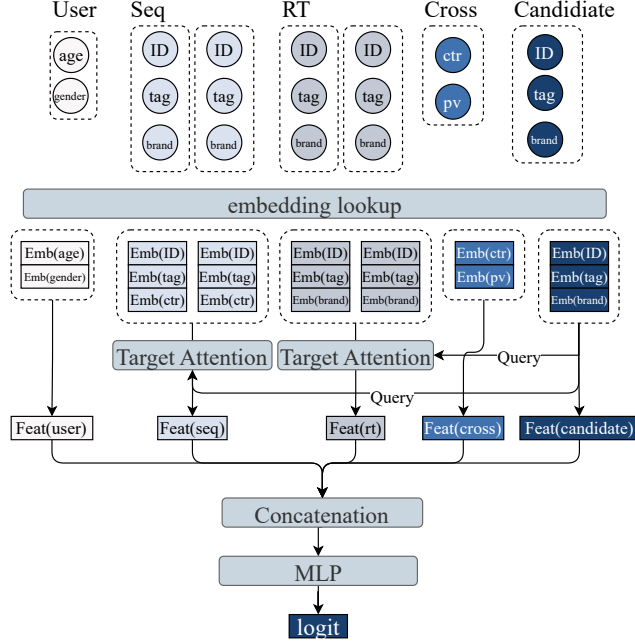 User Seq RT Cross Candidiate
age ID ID ID ID ctr ID
gender tag tag tag tag pv tag
brand brand brand brand brand
embedding lookup
Emb(age) Emb(ID) Emb(ID) Emb(ID) Emb(ID) Emb(ctr) Emb(ID)
Emb(gender) Emb(tag) Emb(tag) Emb(tag) Emb(tag) Emb(pv) Emb(tag)
Emb(ctr) Emb(ctr) Emb(brand) Emb(brand) Emb(brand)
Target Attention Target Attention Query
Query
Feat(user) Feat(seq) Feat(rt) Feat(cross) Feat(candidate)
Concatenation
MLP
logit